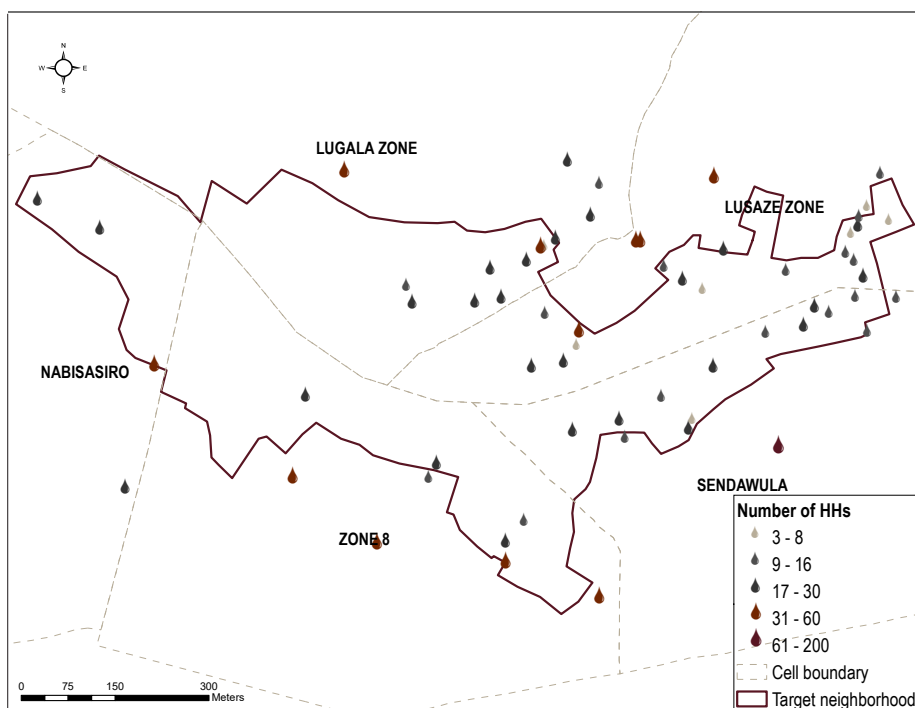 N
W E
S
LUGALA ZONE
LUSAZE ZONE
NABISASIRO
SENDAWULA
ZONE 8
Number of HHs
3 - 8
9 - 16
17 - 30
31 - 60
61 - 200
Cell boundary
Target neighborhood
0 75 150 300
Meters